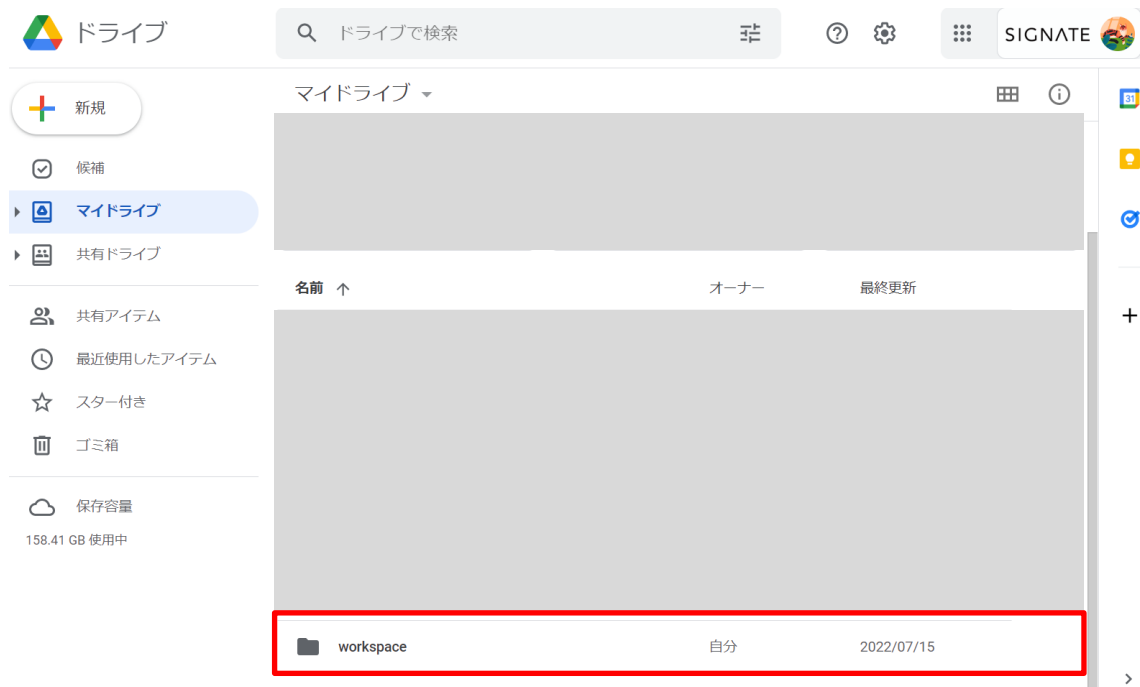 ドライブ
ドライブで検索
SIGNATE
新規
マイドライブ
31
候補
マイドライブ
共有ドライブ
名前 オーナー 最終更新
共有アイテム
最近使用したアイテム
スター付き
ゴミ箱
保存容量
158.41 GB 使用中
workspace 自分 2022/07/15